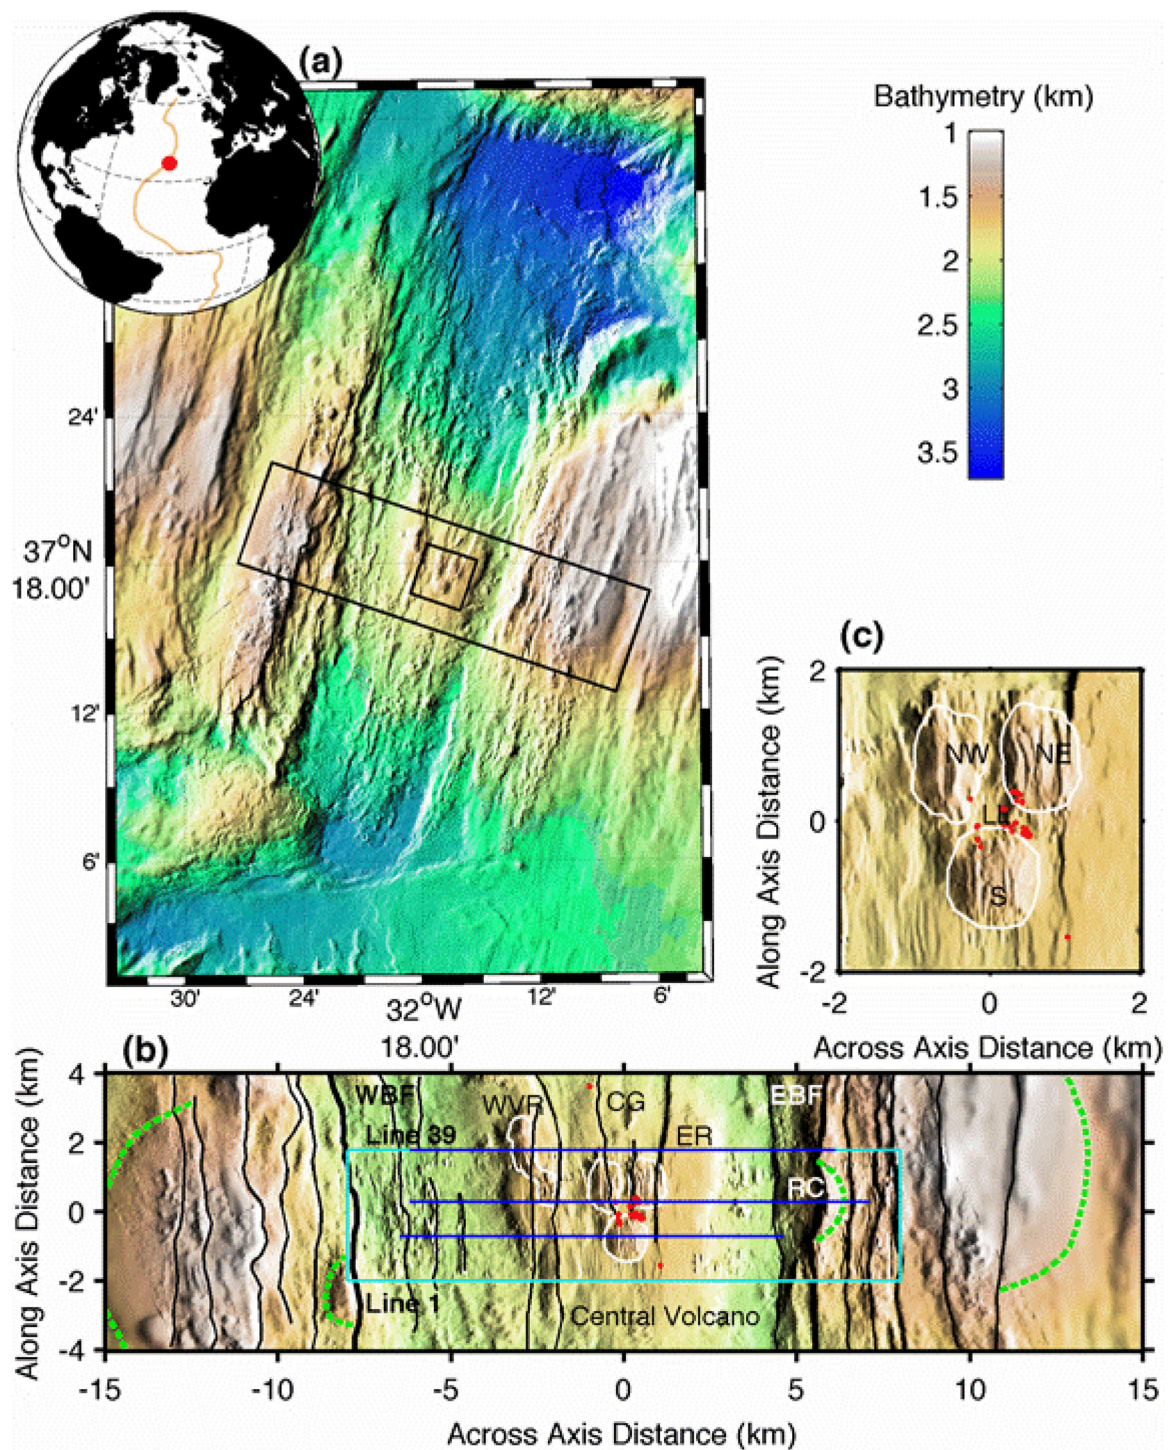 (a)
Bathymetry (km)
1
1.5
2
2.5
3
3.5
24'
37°N
18.00'
12'
6'
30'
24'
32°W
18.00'
12'
6'
(c)
Along Axis Distance (km)
2
0
-2
NW
NE
LL
S
-2
0
2
Across Axis Distance (km)
(b)
Along Axis Distance (km)
4
2
0
-2
-4
WBF
WVR
CG
EBF
Line 39
ER
RC
Line 1
Central Volcano
-15
-10
-5
0
5
10
15
Across Axis Distance (km)